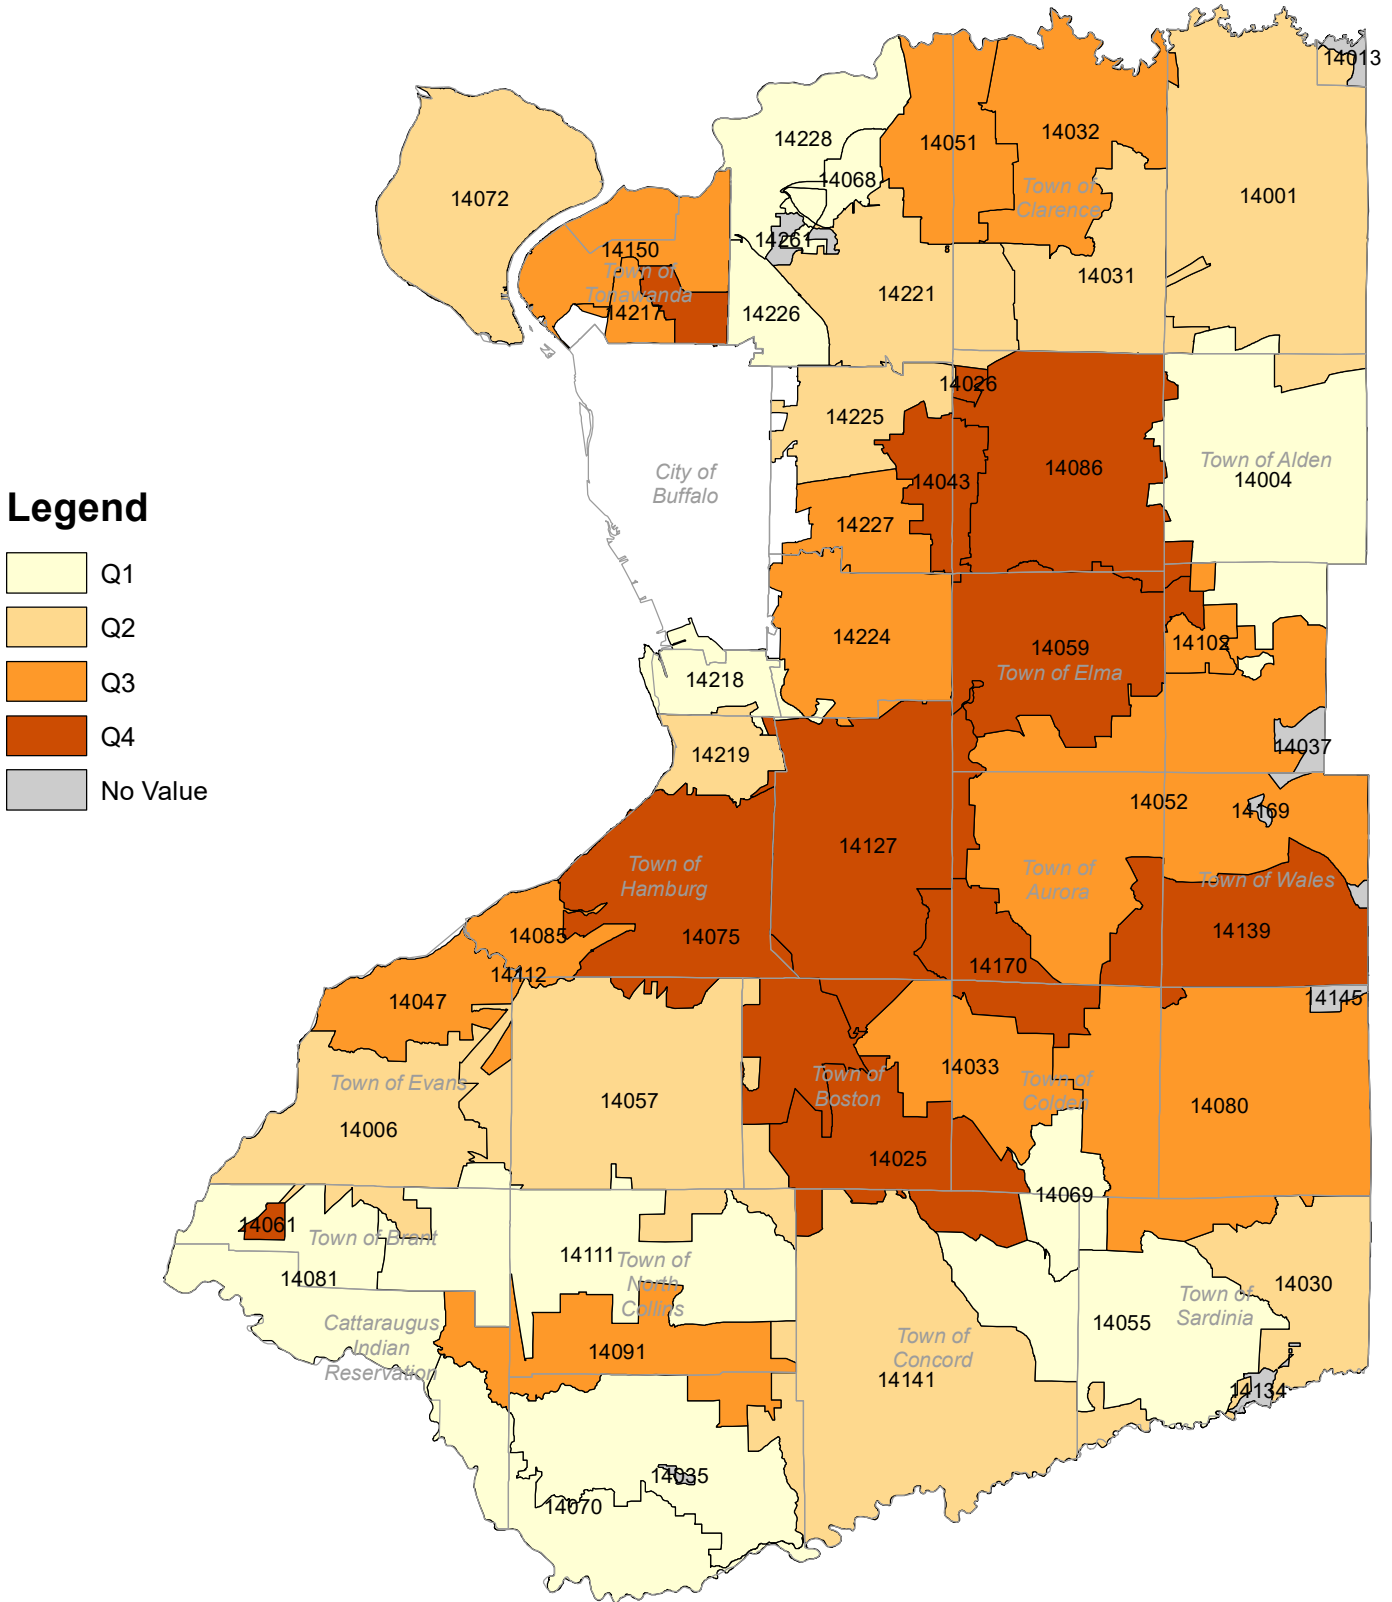 14013
14228
14051
14032
14068
14072
14001
Town of
Clarence
14261
14150
Town of
Tonawanda
14031
14221
14217
14226
14026
14225
City of
Buffalo
14086
Town of Alden
14004
14043
Legend
14227
Q1
Q2
14224
14102
14059
Town of Elma
Q3
14218
Q4
14037
14219
No Value
14052
14169
14127
Town of
Hamburg
Town of
Aurora
Town of Wales
14085
14075
14139
14112
14170
14047
14145
14033
Town of Evans
Town of
Boston
Town of
Colden
14057
14080
14006
14025
14069
14061
Town of Brant
14111
Town of
North
Collins
14081
14030
Town of
Sardinia
Cattaraugus
Indian
Reservation
14055
Town of
Concord
14091
14141
14134
14035
14070